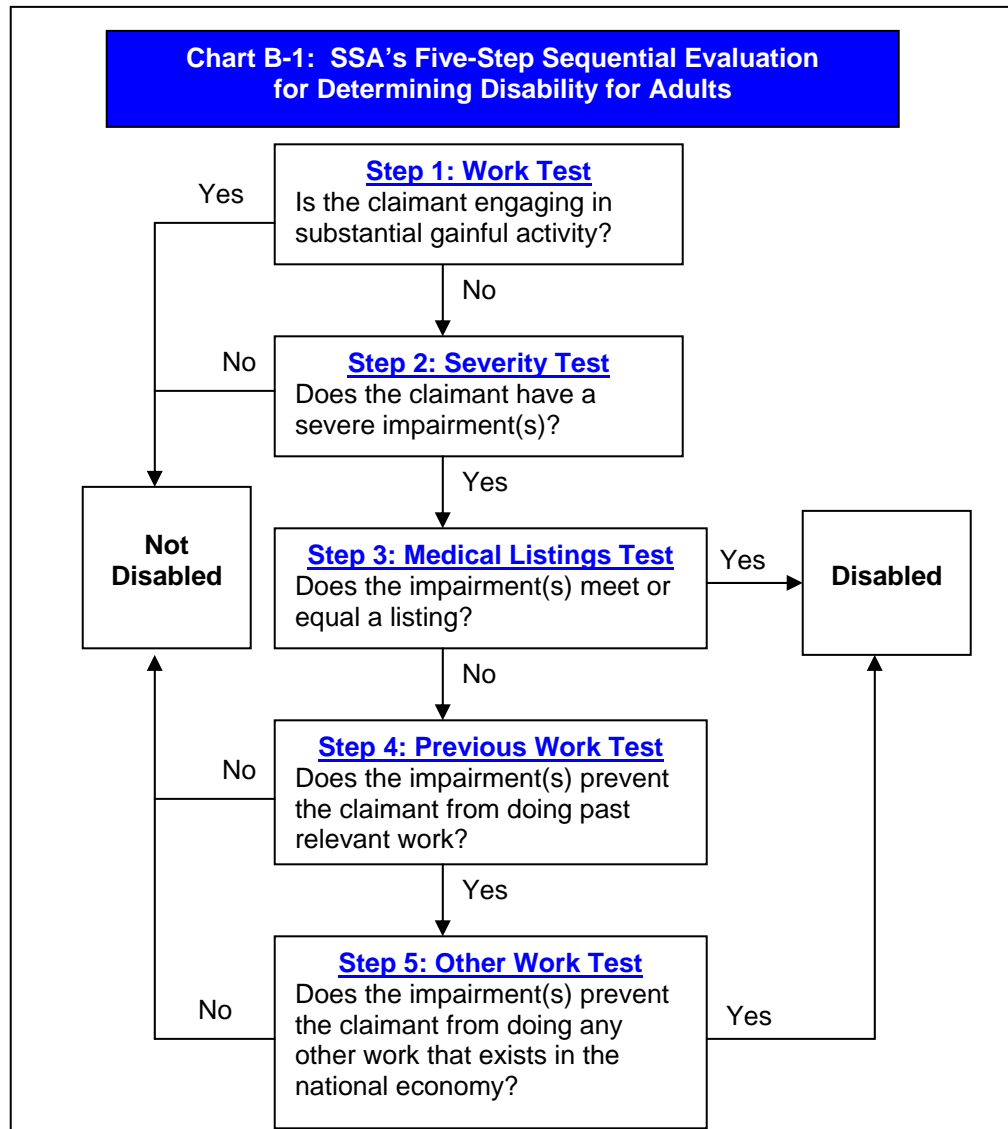 Chart B-1: SSA's Five-Step Sequential Evaluation
for Determining Disability for Adults
Step 1: Work Test
Is the claimant engaging in
substantial gainful activity?
Yes
No
Step 2: Severity Test
Does the claimant have a
severe impairment(s)?
No
Yes
Not
Disabled
Step 3: Medical Listings Test
Does the impairment(s) meet or
equal a listing?
Yes
Disabled
No
Step 4: Previous Work Test
Does the impairment(s) prevent
the claimant from doing past
relevant work?
No
Yes
Step 5: Other Work Test
Does the impairment(s) prevent
the claimant from doing any
other work that exists in the
national economy?
No
Yes